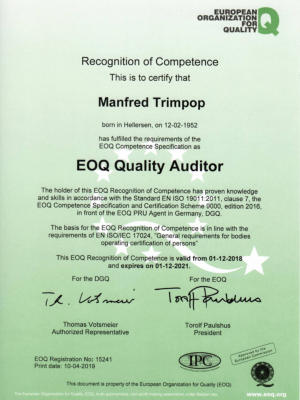 EUROPEAN
ORGANIZATION
FOR
QUALITY
Recognition of Competence
This is to certify that
Manfred Trimpop
born in Hellersen, on 12-02-1952
has fulfilled the requirements of the
EOQ Competence Specification as
EOQ Quality Auditor
The holder of this EOQ Recognition of Competence has proven knowledge
and skills in accordance with the Standard EN ISO 19011:2011, clause 7, the
EOQ Competence Specification and Certification Scheme 9000, edition 2016,
in front of the EOQ PRU Agent in Germany, DGQ.
The basis for the EOQ Recognition of Competence is in line with the
requirements of EN ISO/IEC 17024, "General requirements for bodies
operating certification of persons"
This EOQ Recognition of Competence is valid from 01-12-2018
and expires on 01-12-2021.
For the DGQ
For the EOQ
Thomas Votsmeier
Authorized Representative
Torolf Paulshus
President
EOQ Registration No: 15241
Print date: 10-04-2019
IPC
Approved by the
European Commission
This document is property of the European Organization for Quality (EOQ).
www.eoq.org